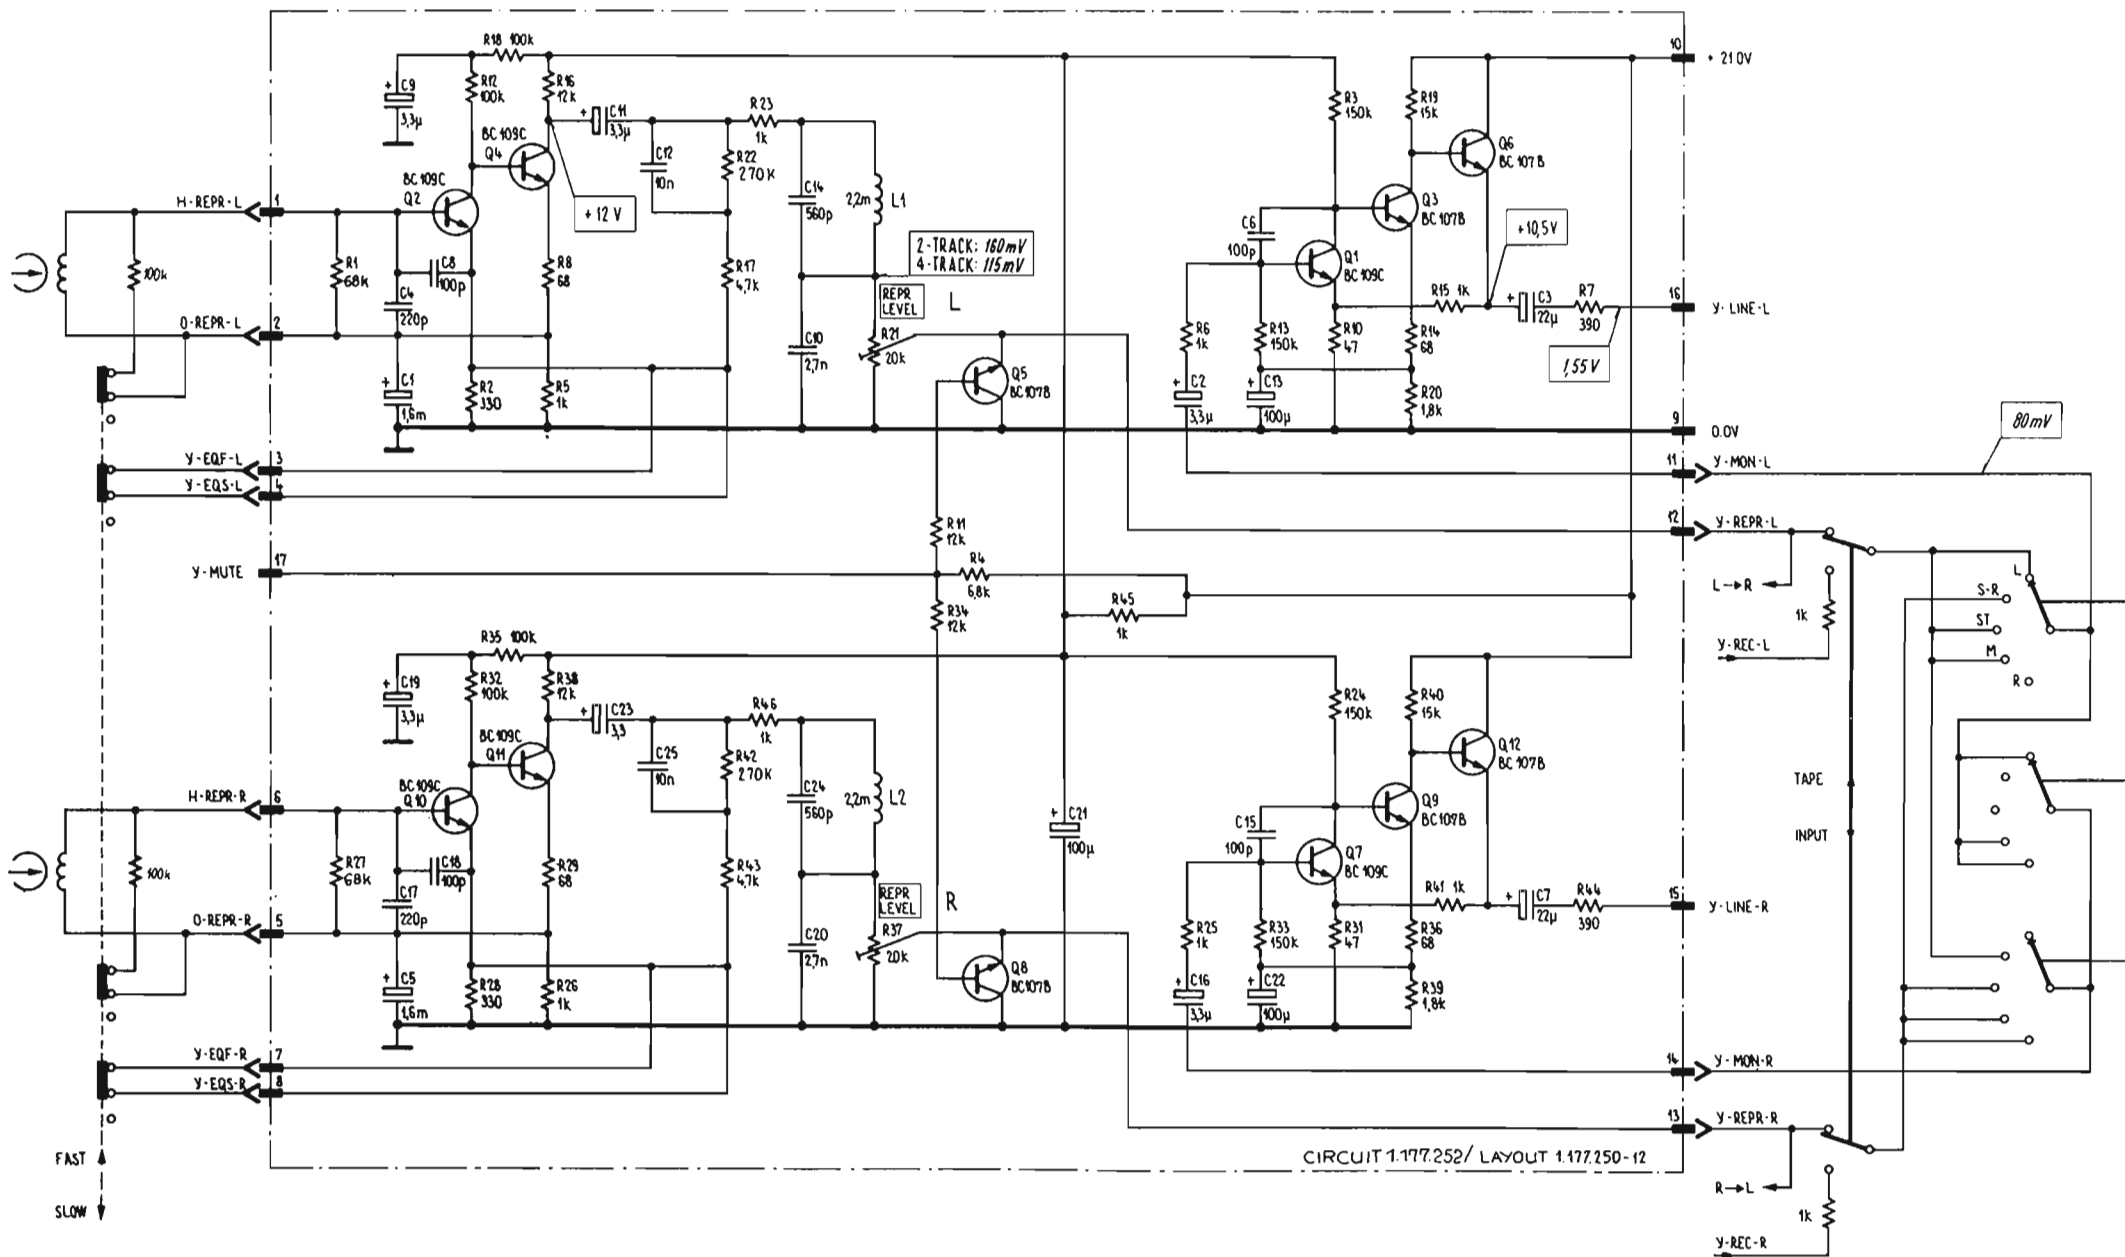 R18 100k
C9
3,3µ
R12
100k
R16
12k
C11
3,3µ
R23
1k
BC109C
Q4
C12
10n
R22
270K
C14
560p
2,2m
L1
BC109C
Q2
+12 V
H-REPR-L
1
100k
R1
68k
C8
100p
C4
220p
R8
68
R17
4,7k
2-TRACK: 160mV
4-TRACK: 115mV
REPR
LEVEL
L
O-REPR-L
2
C1
1,6m
R2
330
R5
1k
C10
2,7n
R21
20k
Q5
BC107B
Y-EQF-L
3
Y-EQS-L
4
Y-MUTE
17
R11
12k
R4
6,8k
R34
12k
R45
1k
R3
150k
R19
15k
Q6
BC107B
Q3
BC107B
C6
100p
Q1
BC109C
+10,5V
R15 1k
C3
22µ
R7
390
R6
1k
R13
150k
R10
47
R14
68
C2
3,3µ
C13
100µ
R20
1,8k
1,55V
10
+ 21.0V
16
Y-LINE-L
9
0.0V
11
Y-MON-L
80mV
12
Y-REPR-L
L→R
1k
Y-REC-L
L
S-R
ST
M
R
R35 100k
C19
3,3µ
R32
100k
R38
12k
C23
3,3
R46
1k
BC109C
Q11
C25
10n
R42
270K
C24
560p
2,2m
L2
BC109C
Q10
H-REPR-R
6
100k
R27
68k
C18
100p
C17
220p
R29
68
R43
4,7k
REPR
LEVEL
R
O-REPR-R
5
C5
1,6m
R28
330
R26
1k
C20
2,7n
R37
20k
Q8
BC107B
C21
100µ
Y-EQF-R
7
Y-EQS-R
8
R24
150k
R40
15k
Q12
BC107B
Q9
BC107B
C15
100p
Q7
BC109C
R41 1k
C7
22µ
R44
390
R25
1k
R33
150k
R31
47
R36
68
C16
3,3µ
C22
100µ
R39
1,8k
15
Y-LINE-R
TAPE
INPUT
14
Y-MON-R
13
Y-REPR-R
CIRCUIT 1.177.252/ LAYOUT 1.177.250-12
R→L
1k
Y-REC-R
FAST
SLOW